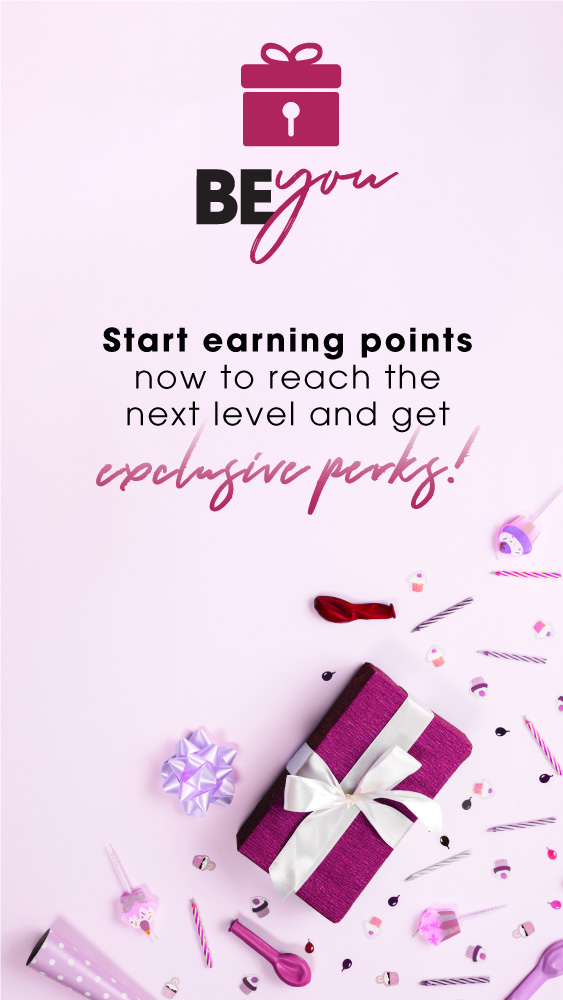 BEyou
Start earning points
now to reach the
next level and get
exclusive perks!